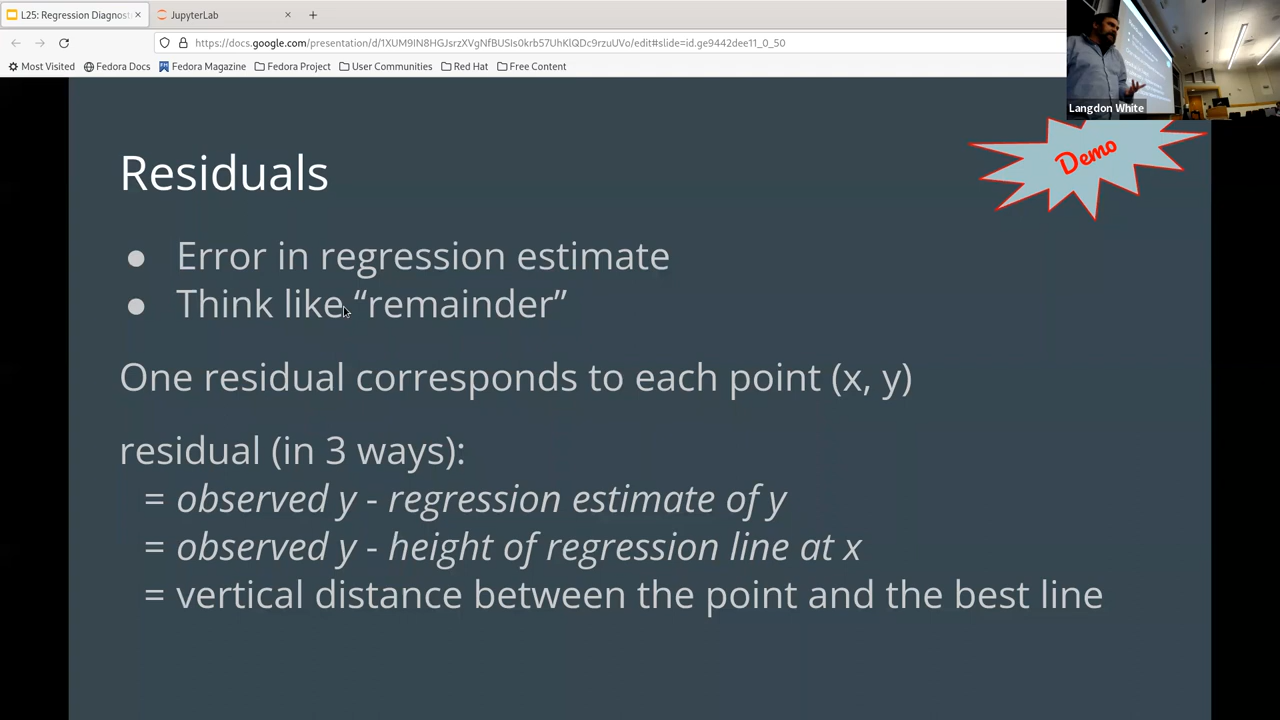 L25: Regression Diagnost
JupyterLab
https://docs.google.com/presentation/d/1XUM9IN8HGJsrzXVgNfBUSIs0krb57UhKlQDc9rzuUVo/edit#slide=id.ge9442dee11_0_50
Most Visited Fedora Docs Fedora Magazine Fedora Project User Communities Red Hat Free Content
Langdon White
Demo
Residuals
● Error in regression estimate
● Think like “remainder”
One residual corresponds to each point (x, y)
residual (in 3 ways):
= observed y - regression estimate of y
= observed y - height of regression line at x
= vertical distance between the point and the best line